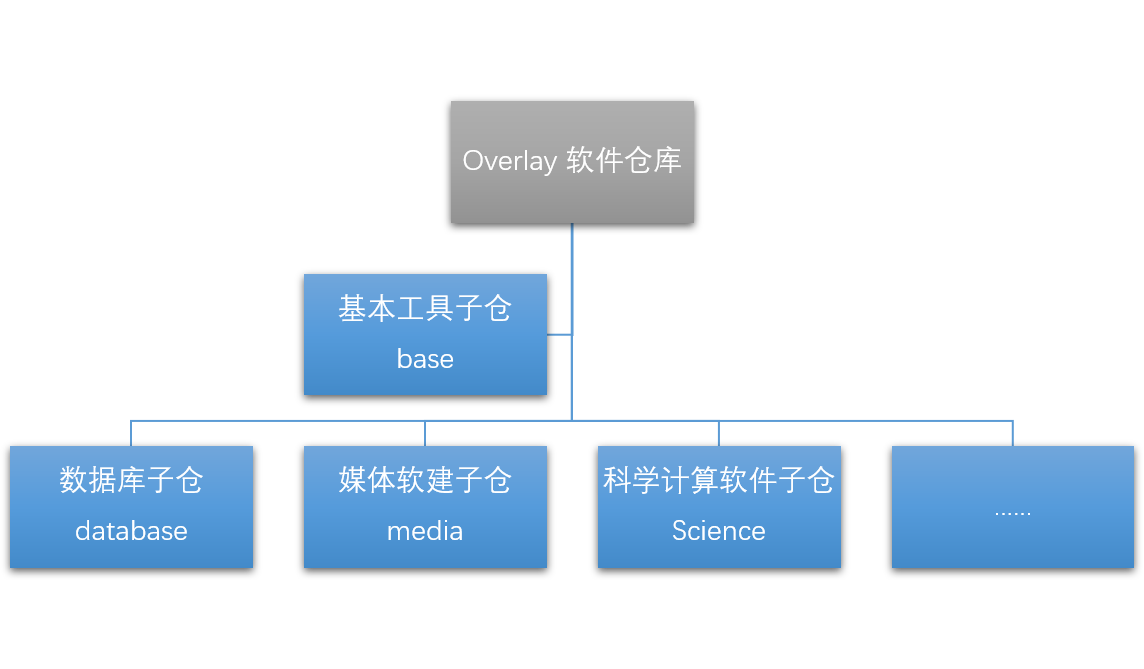 Overlay 软件仓库
基本工具子仓
base
数据库子仓
database
媒体软建子仓
media
科学计算软件子仓
Science
......